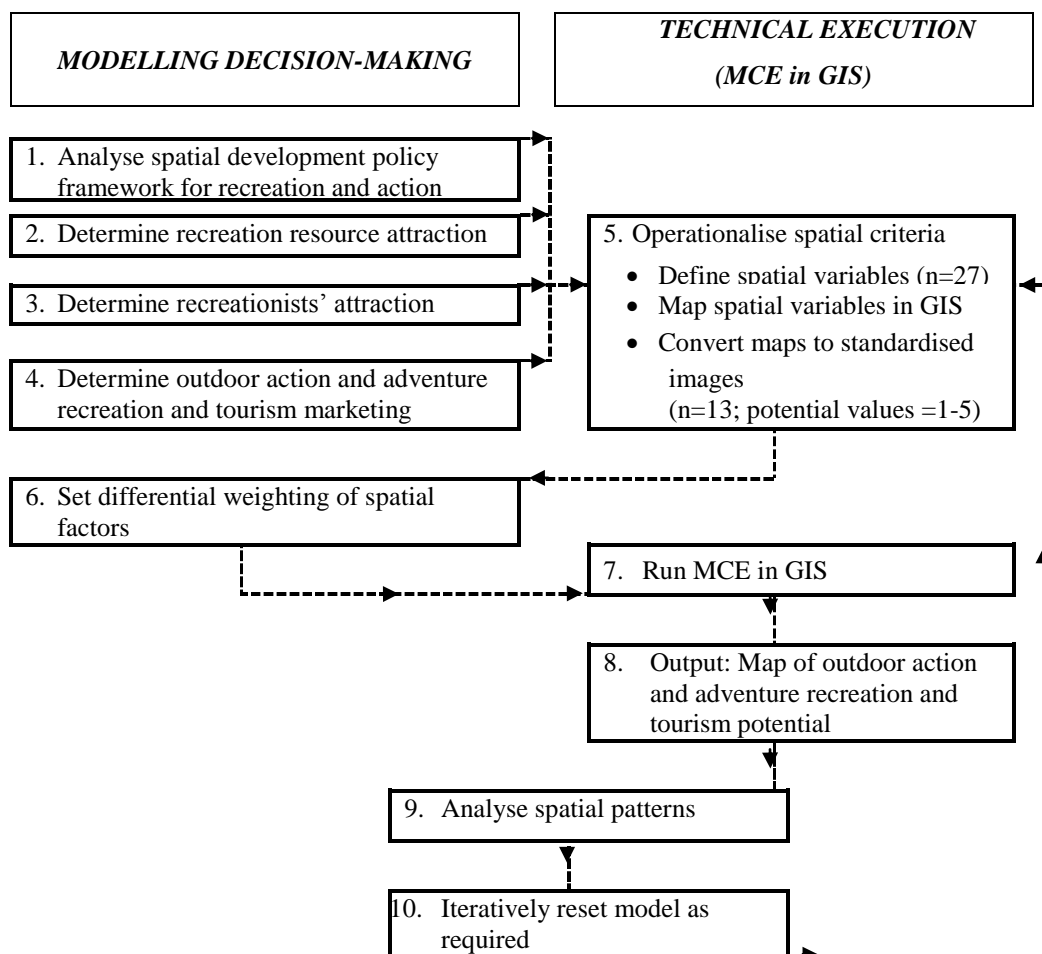 MODELLING DECISION-MAKING
TECHNICAL EXECUTION
(MCE in GIS)
1. Analyse spatial development policy
framework for recreation and action
2. Determine recreation resource attraction
3. Determine recreationists’ attraction
4. Determine outdoor action and adventure
recreation and tourism marketing
5. Operationalise spatial criteria
• Define spatial variables (n=27)
• Map spatial variables in GIS
• Convert maps to standardised
images
(n=13; potential values =1-5)
6. Set differential weighting of spatial
factors
7. Run MCE in GIS
8. Output: Map of outdoor action
and adventure recreation and
tourism potential
9. Analyse spatial patterns
10. Iteratively reset model as
required